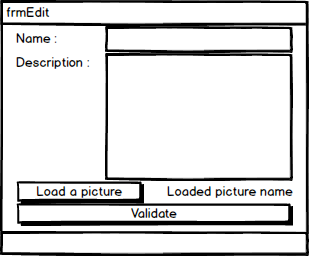 frmEdit
Name :
Description :
Load a picture
Loaded picture name
Validate